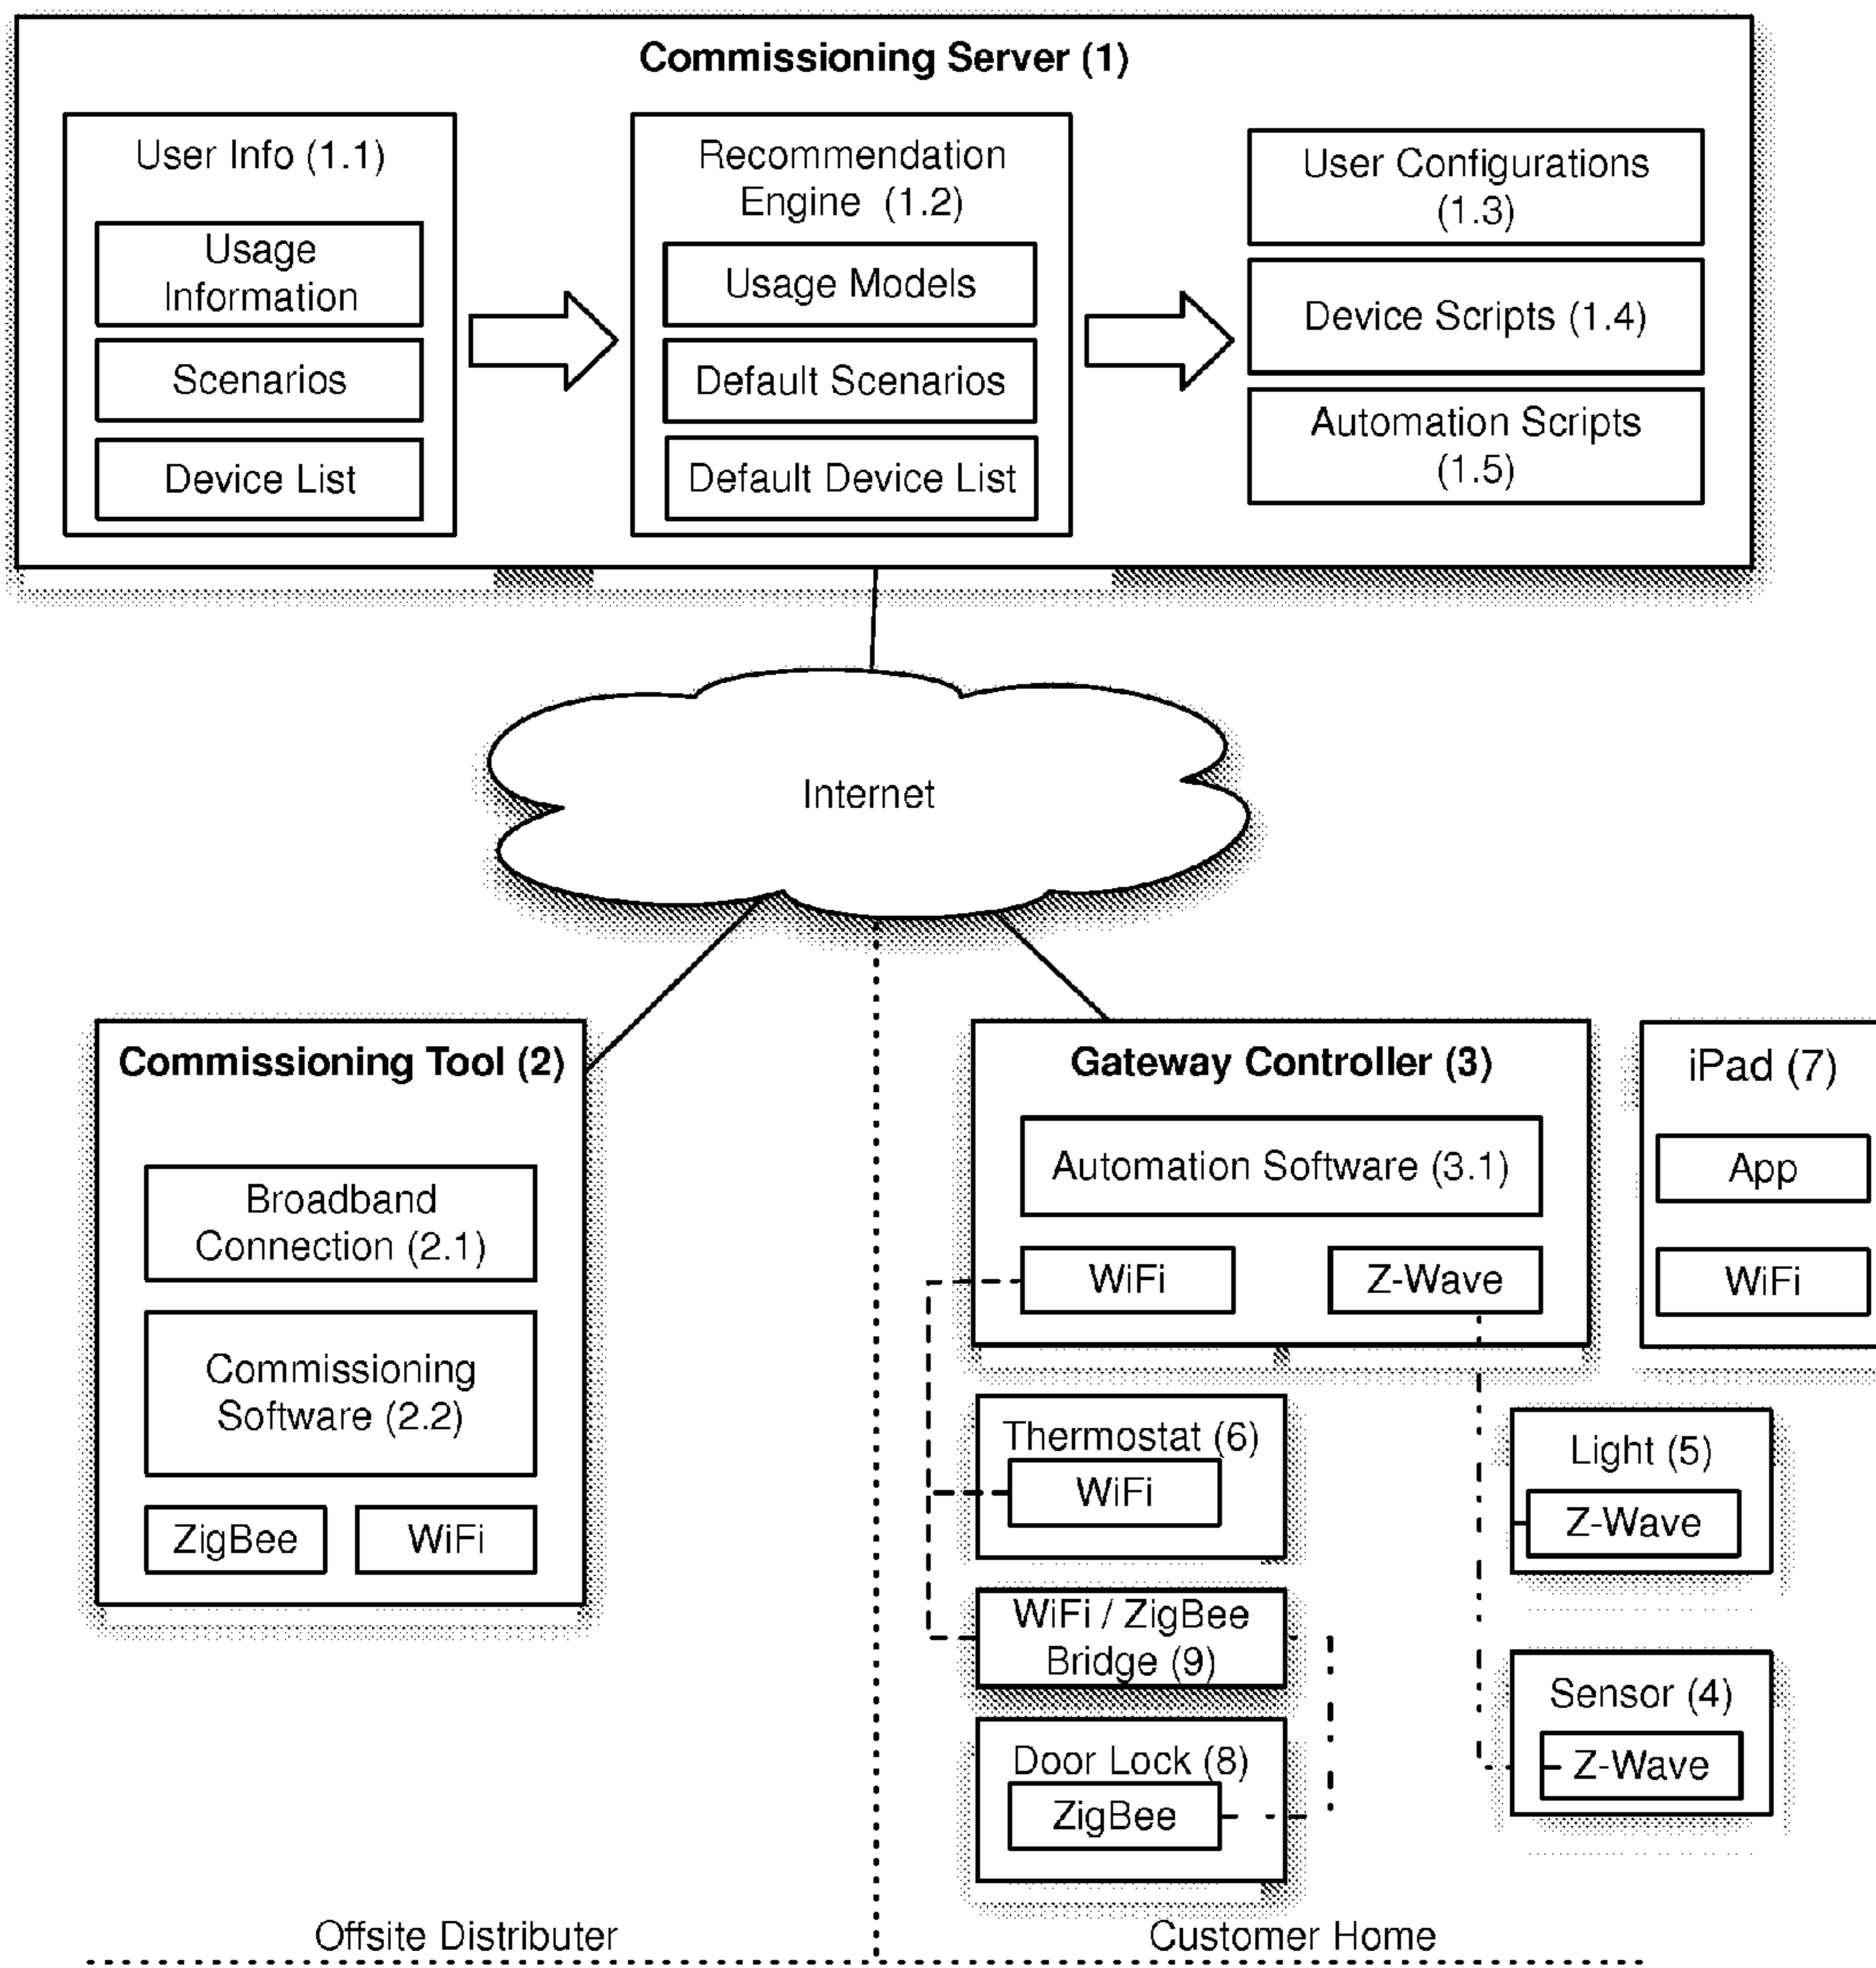 Commissioning Server (1)
User Info (1.1)
Usage
Information
Scenarios
Device List
Recommendation
Engine (1.2)
Usage Models
Default Scenarios
Default Device List
User Configurations
(1.3)
Device Scripts (1.4)
Automation Scripts
(1.5)
Internet
Commissioning Tool (2)
Broadband
Connection (2.1)
Commissioning
Software (2.2)
ZigBee
WiFi
Gateway Controller (3)
Automation Software (3.1)
WiFi
Z-Wave
iPad (7)
App
WiFi
Thermostat (6)
WiFi
Light (5)
Z-Wave
WiFi / ZigBee
Bridge (9)
Sensor (4)
Z-Wave
Door Lock (8)
ZigBee
Offsite Distributer
Customer Home